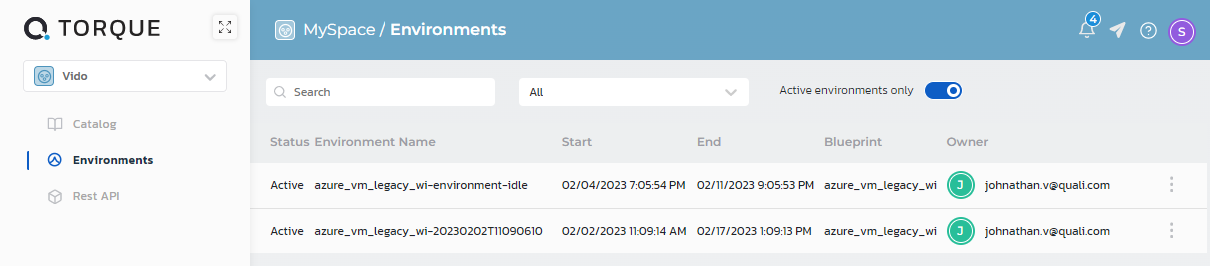 TORQUE
Vido
Catalog
Environments
Rest API
MySpace / Environments
4
S
Search
All
Active environments only
Status Environment Name Start End Blueprint Owner
Active azure_vm_legacy_wi-environment-idle 02/04/2023 7:05:54 PM 02/11/2023 9:05:53 PM azure_vm_legacy_wi J johnathan.v@quali.com
Active azure_vm_legacy_wi-20230202T11090610 02/02/2023 11:09:14 AM 02/17/2023 1:09:13 PM azure_vm_legacy_wi J johnathan.v@quali.com